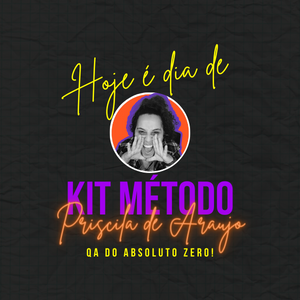 Hoje é dia de
KIT MÉTODO
Priscila de Araujo
QA DO ABSOLUTO ZERO!